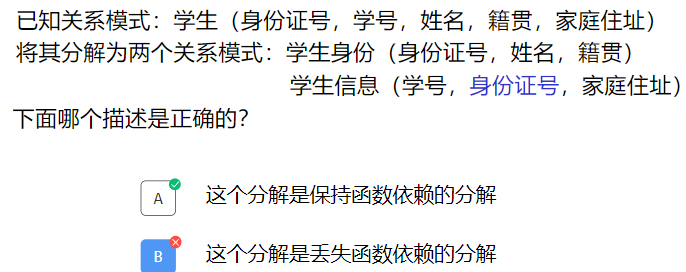 已知关系模式：学生（身份证号，学号，姓名，籍贯，家庭住址）
将其分解为两个关系模式：学生身份（身份证号，姓名，籍贯）
学生信息（学号，身份证号，家庭住址）
下面哪个描述是正确的？
A 这个分解是保持函数依赖的分解
B 这个分解是丢失函数依赖的分解